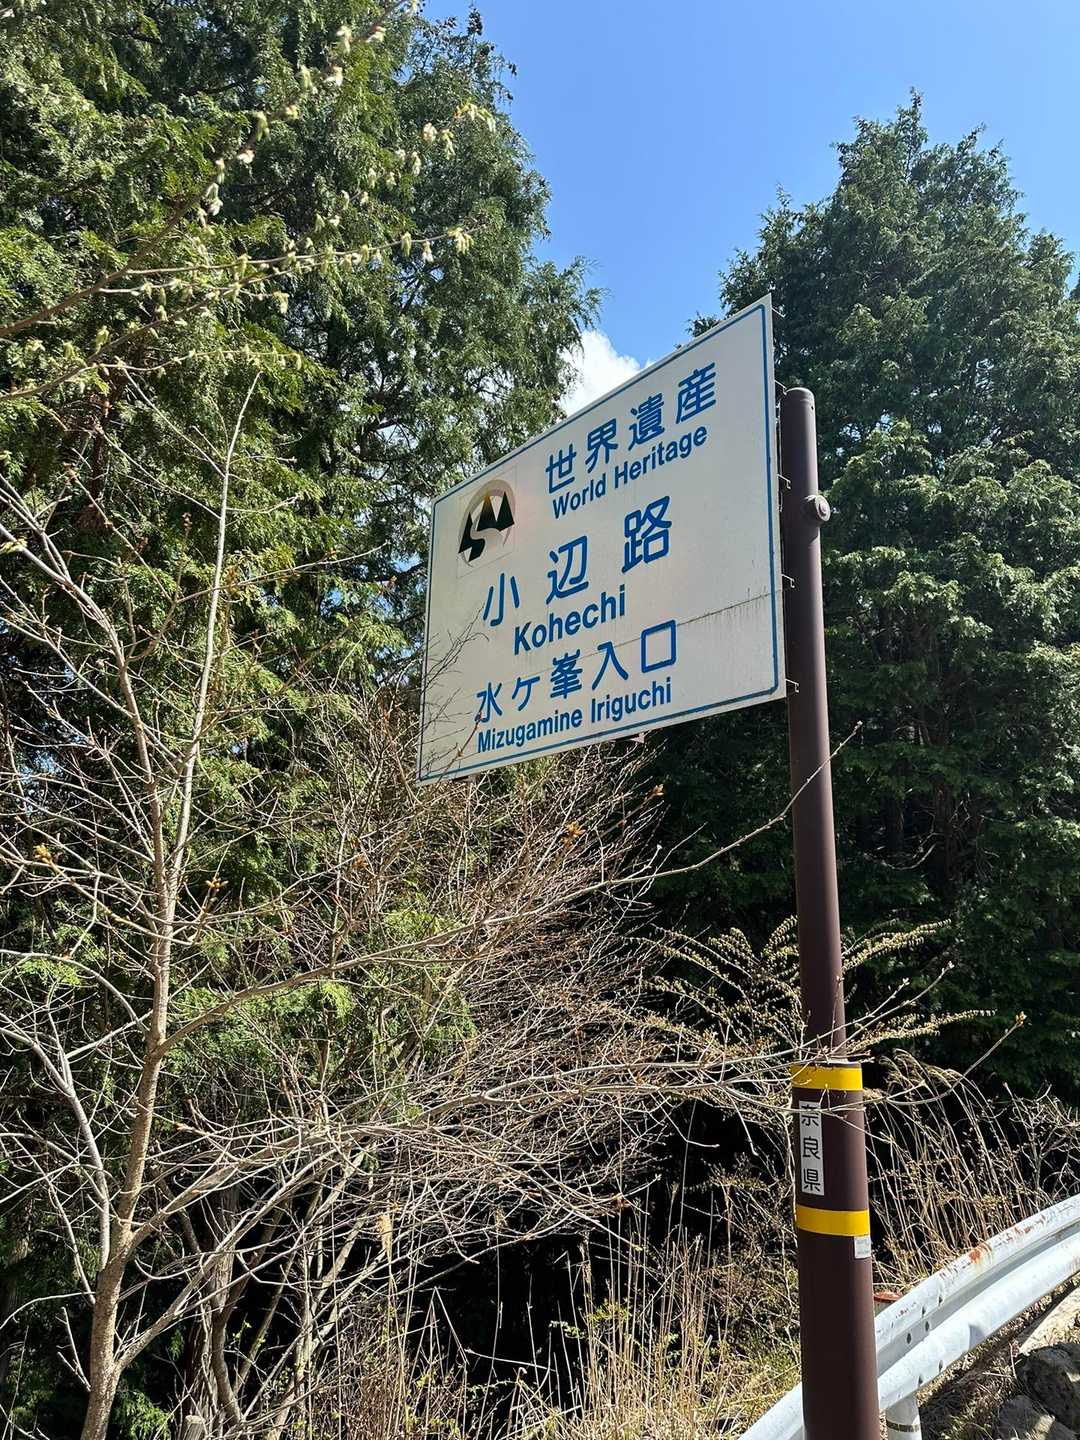 世界遺産
World Heritage
小辺路
Kohechi
水ケ峯入口
Mizugamine Iriguchi
奈良県